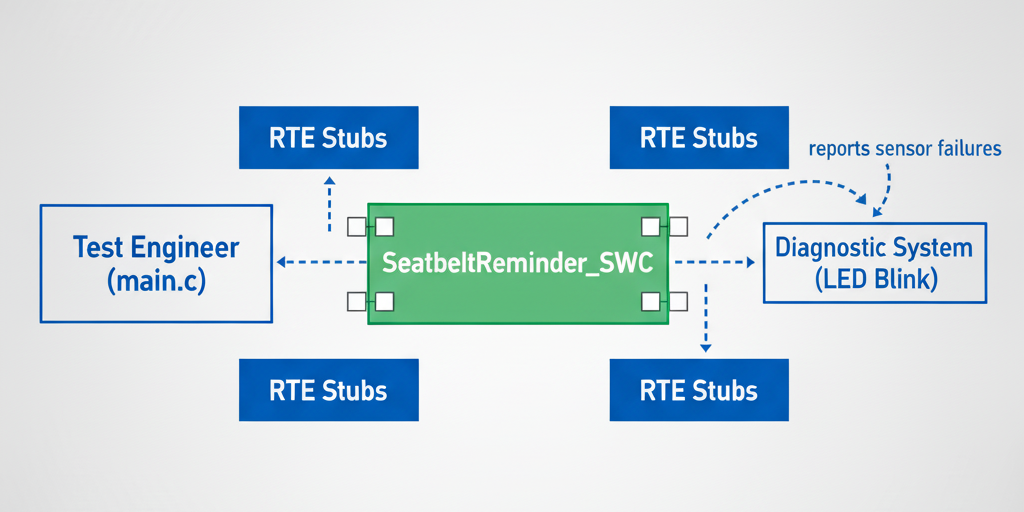 RTE Stubs
RTE Stubs
reports sensor failures
Test Engineer
(main.c)
SeatbeltReminder_SWC
Diagnostic System
(LED Blink)
RTE Stubs
RTE Stubs